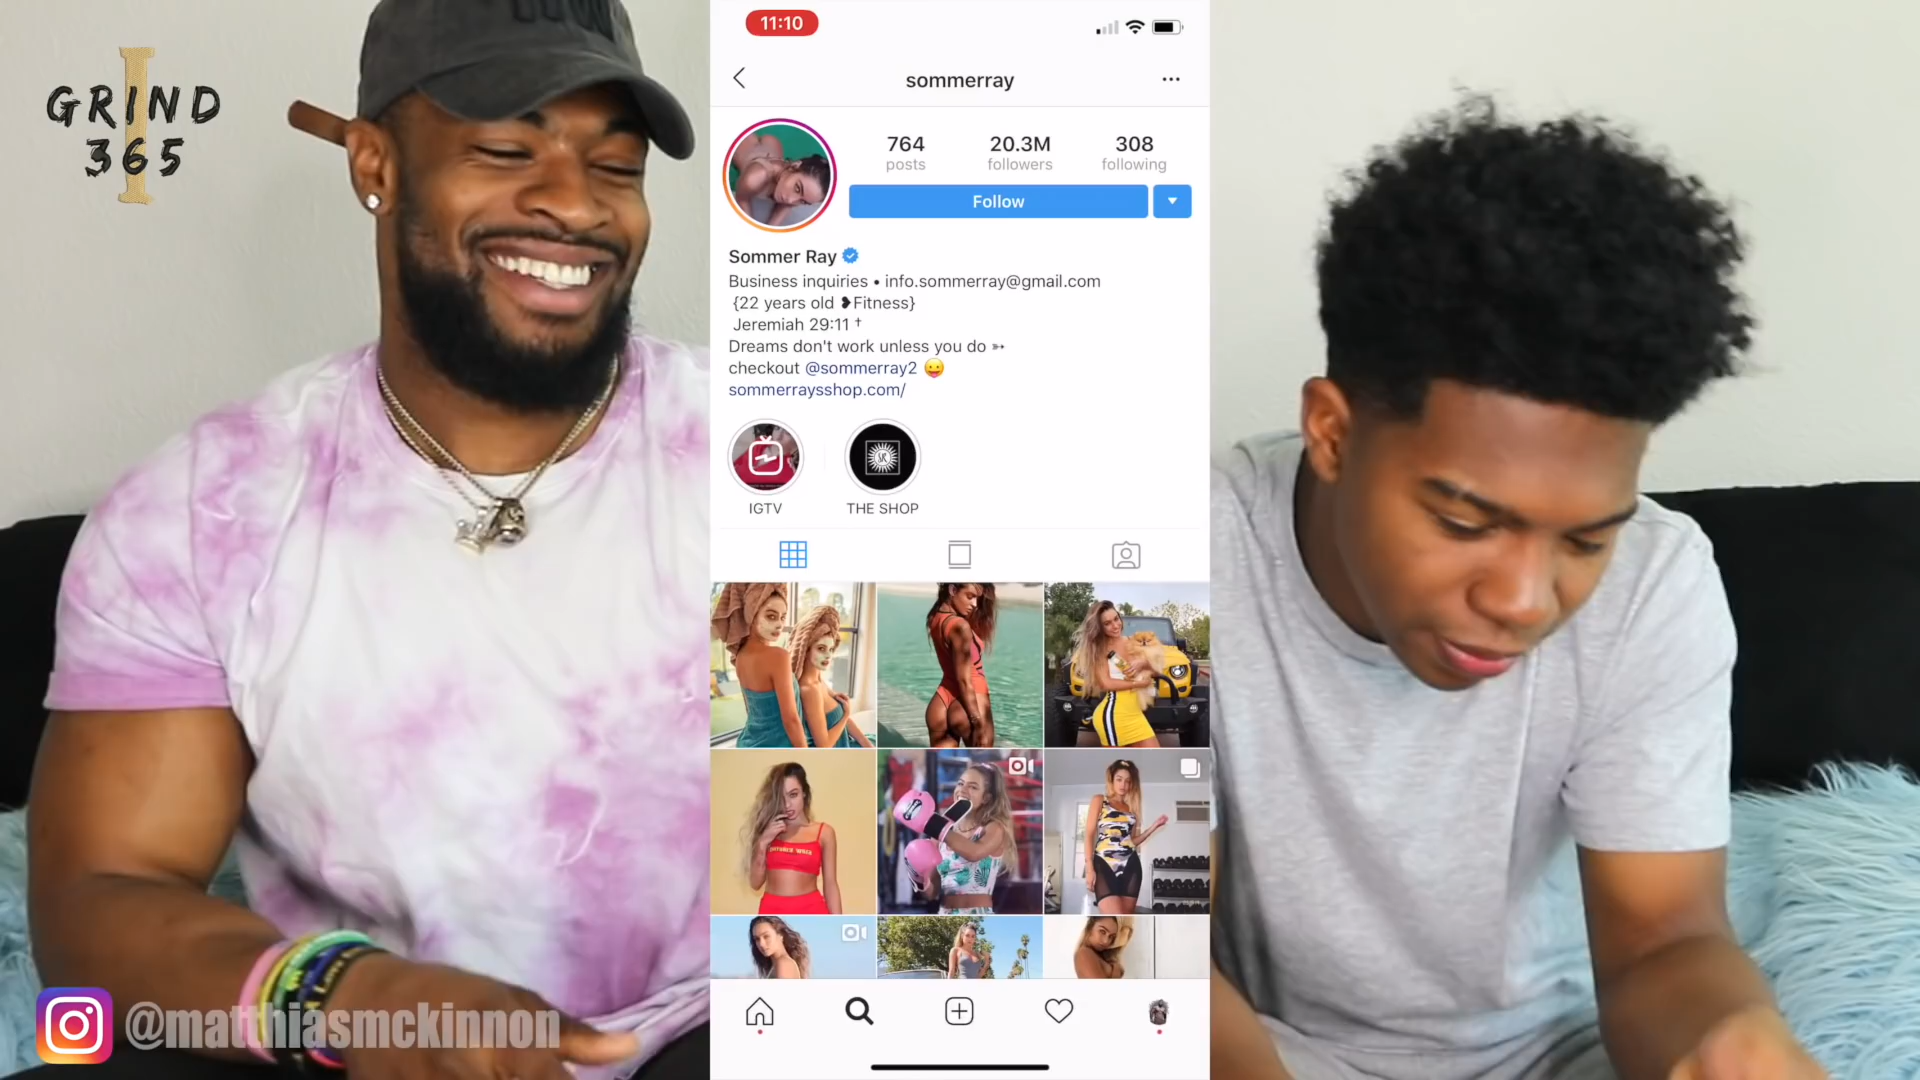 GRIND
I
365
11:10
sommerray
764
posts
20.3M
followers
308
following
Follow
Sommer Ray
Business inquiries • info.sommerray@gmail.com
{22 years old ❥Fitness}
Jeremiah 29:11 †
Dreams don't work unless you do ➳
checkout @sommerray2 😛
sommerraysshop.com/
IGTV
THE SHOP
@matthiasmckinnon